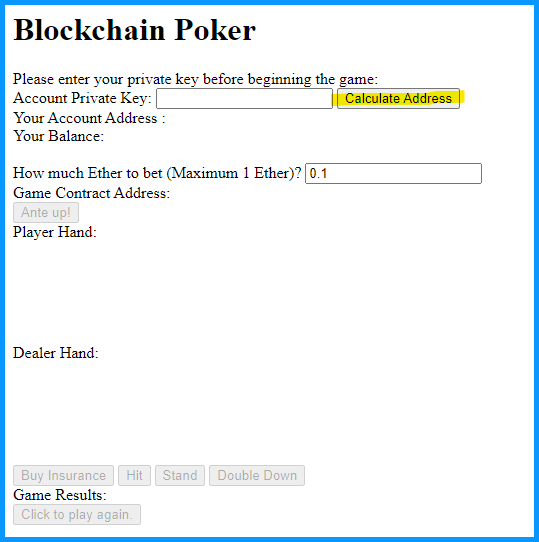 Blockchain Poker
Please enter your private key before beginning the game:
Account Private Key: Calculate Address
Your Account Address :
Your Balance:
How much Ether to bet (Maximum 1 Ether)? 0.1
Game Contract Address:
Ante up!
Player Hand:
Dealer Hand:
Buy Insurance Hit Stand Double Down
Game Results:
Click to play again.